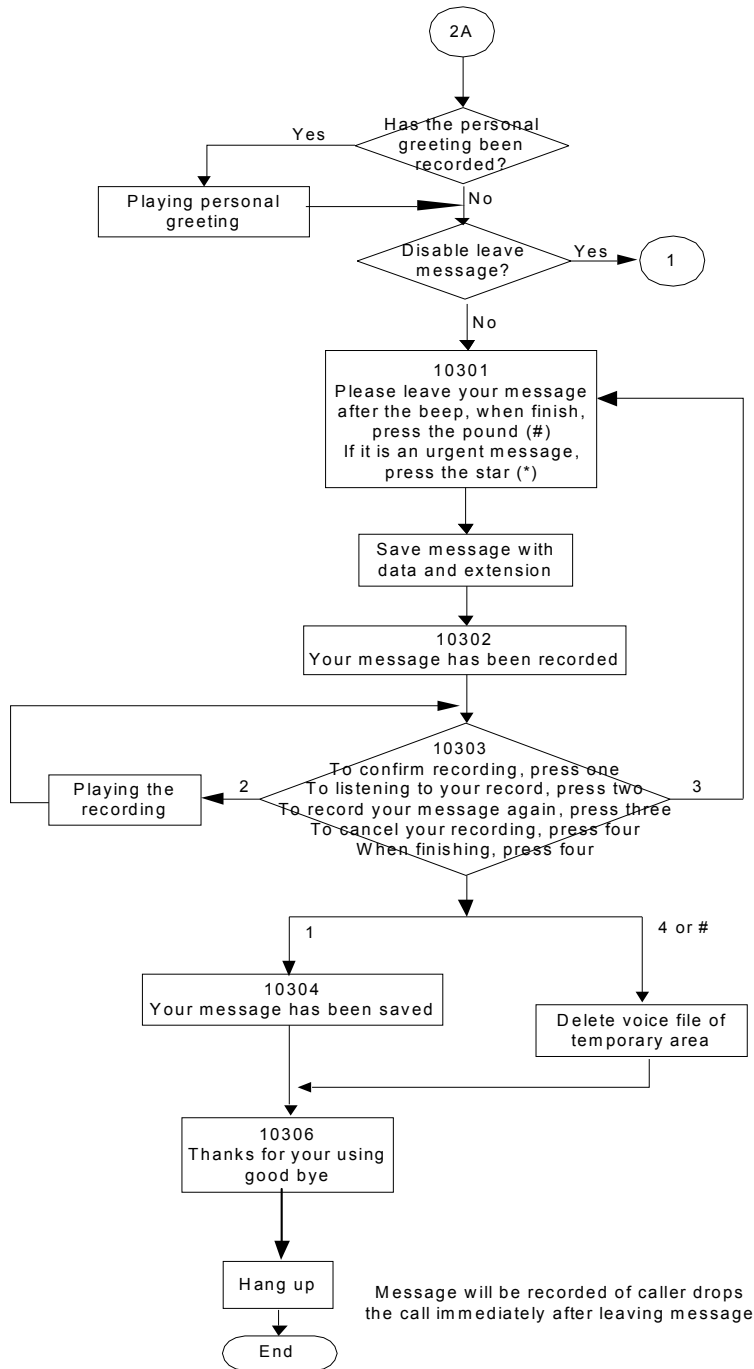 2A
Has the personal
greeting been
recorded?
Yes
Playing personal
greeting
No
Disable leave
message?
Yes
1
No
10301
Please leave your message
after the beep, when finish,
press the pound (#)
If it is an urgent message,
press the star (*)
Save message with
data and extension
10302
Your message has been recorded
10303
To confirm recording, press one
To listening to your record, press two
To record your message again, press three
To cancel your recording, press four
When finishing, press four
2
Playing the
recording
3
1
4 or #
10304
Your message has been saved
Delete voice file of
temporary area
10306
Thanks for your using
good bye
Hang up
Message will be recorded of caller drops
the call immediately after leaving message
End